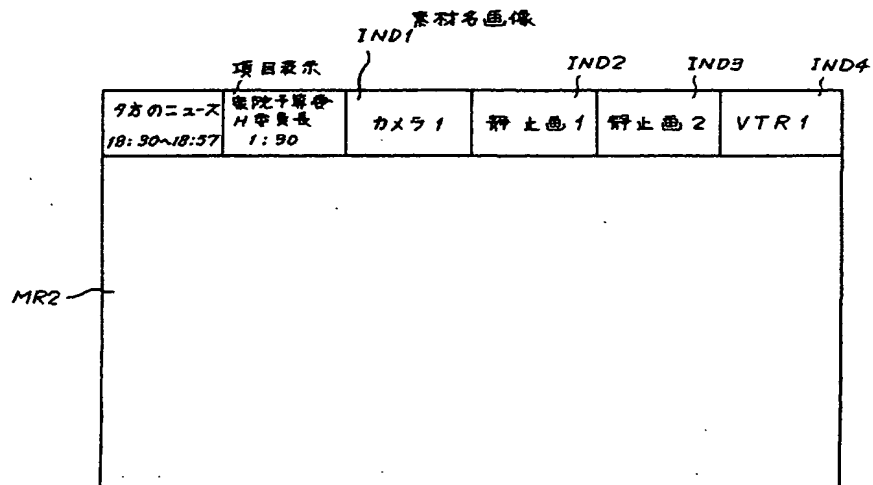 素材名画像
IND1
項目表示
IND2
IND3
IND4
夕方のニュース
18:30~18:57
衆院予算委
H委員長
1:30
カメラ1
静止画1
静止画2
VTR1
MR2